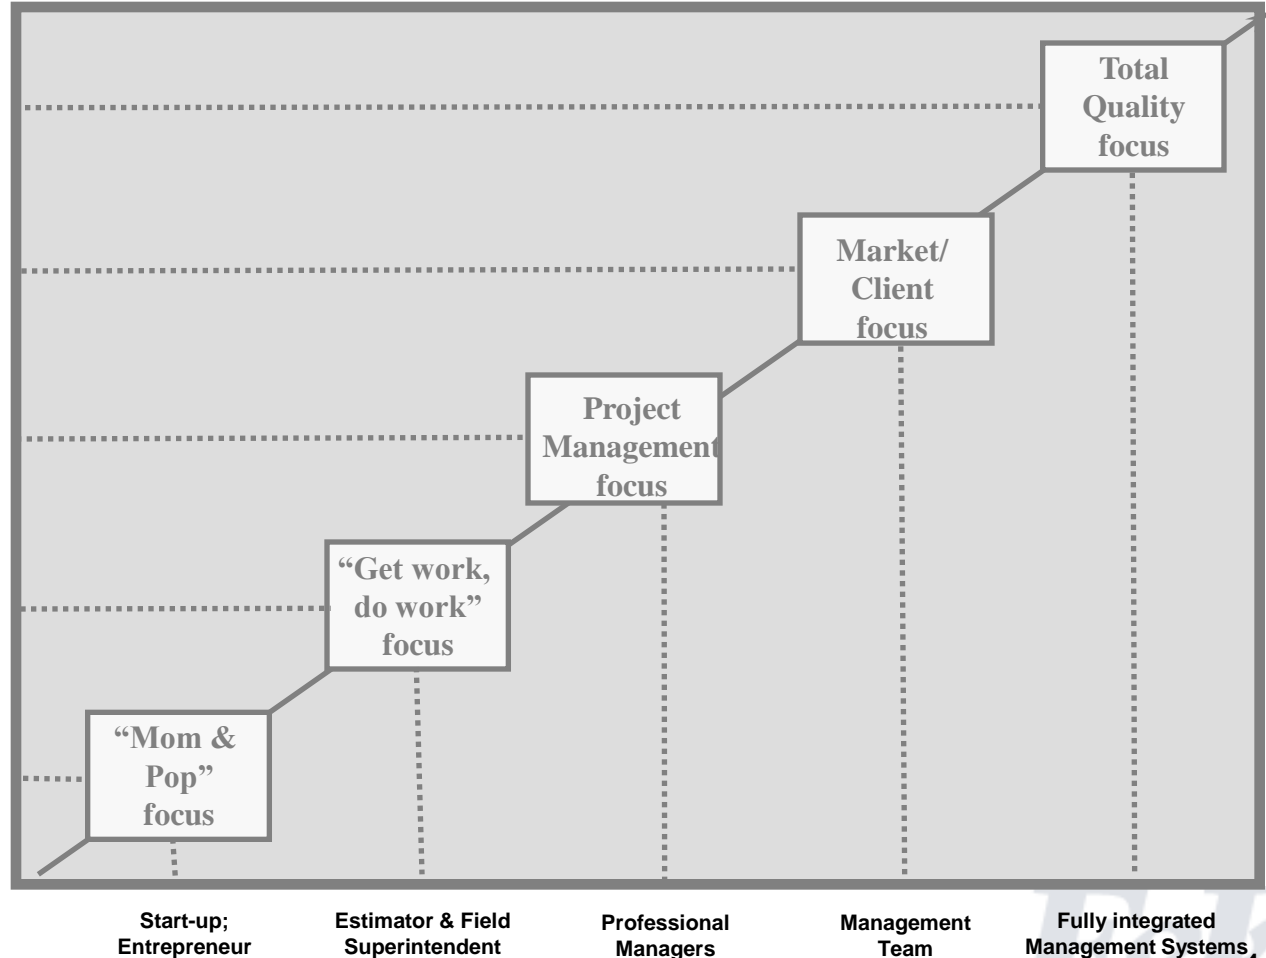 Total
Quality
focus
Market/
Client
focus
Project
Management
focus
“Get work,
do work”
focus
“Mom &
Pop”
focus
Start-up;
Entrepreneur
Estimator & Field
Superintendent
Professional
Managers
Management
Team
Fully integrated
Management Systems